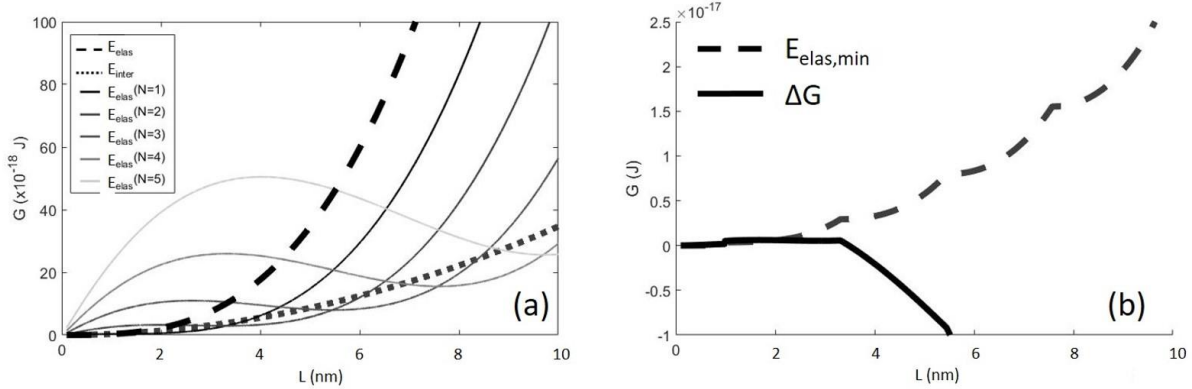 100
80
60
40
20
0
G (x10⁻¹⁸ J)
E_elas
E_inter
E_elas(N=1)
E_elas(N=2)
E_elas(N=3)
E_elas(N=4)
E_elas(N=5)
(a)
0 2 4 6 8 10
L (nm)
×10⁻¹⁷
2.5
2
1.5
1
0.5
0
-0.5
-1
G (J)
E_elas,min
ΔG
(b)
0 2 4 6 8 10
L (nm)